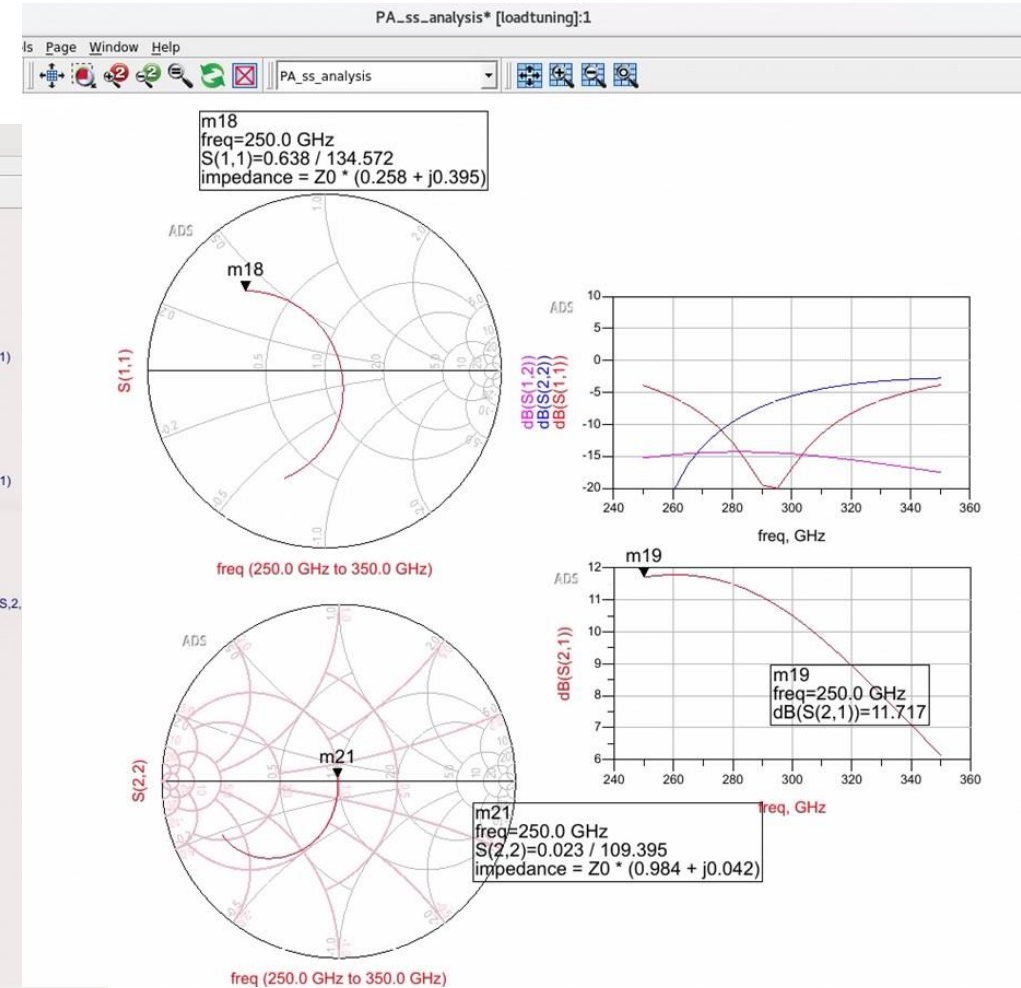 PA_ss_analysis* [loadtuning]:1
ls Page Window Help
PA_ss_analysis
m18
freq=250.0 GHz
S(1,1)=0.638 / 134.572
impedance = Z0 * (0.258 + j0.395)
ADS
m18
S(1,1)
freq (250.0 GHz to 350.0 GHz)
1)
1)
S,2,
ADS
dB(S(1,2))
dB(S(2,2))
dB(S(1,1))
10
5
0
-5
-10
-15
-20
240 260 280 300 320 340 360
freq, GHz
m19
ADS
dB(S(2,1))
12
11
10
9
8
7
6
m19
freq=250.0 GHz
dB(S(2,1))=11.717
240 260 280 300 320 340 360
freq, GHz
ADS
m21
S(2,2)
m21
freq=250.0 GHz
S(2,2)=0.023 / 109.395
impedance = Z0 * (0.984 + j0.042)
freq (250.0 GHz to 350.0 GHz)